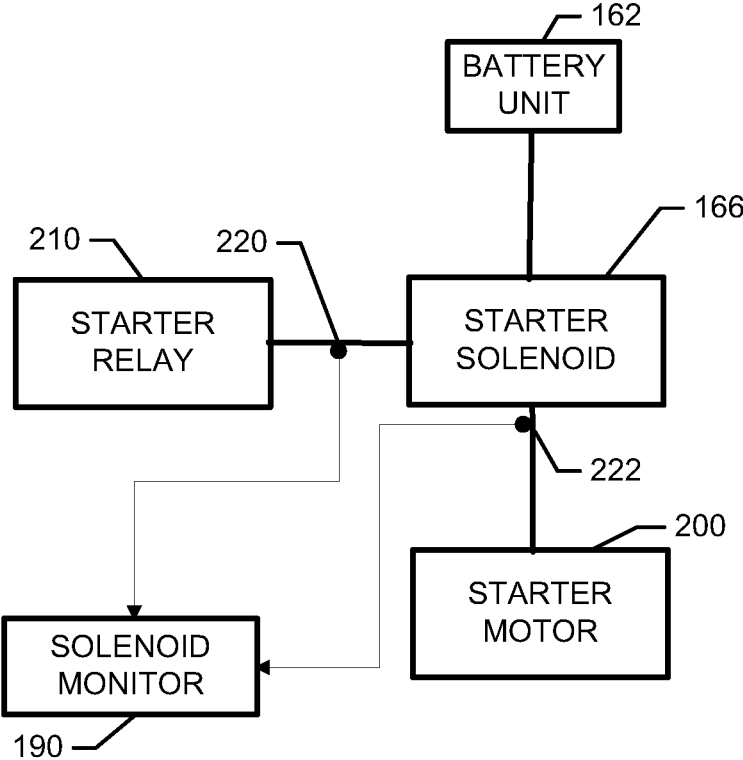 162
BATTERY
UNIT
166
210
220
STARTER
RELAY
STARTER
SOLENOID
222
200
STARTER
MOTOR
SOLENOID
MONITOR
190